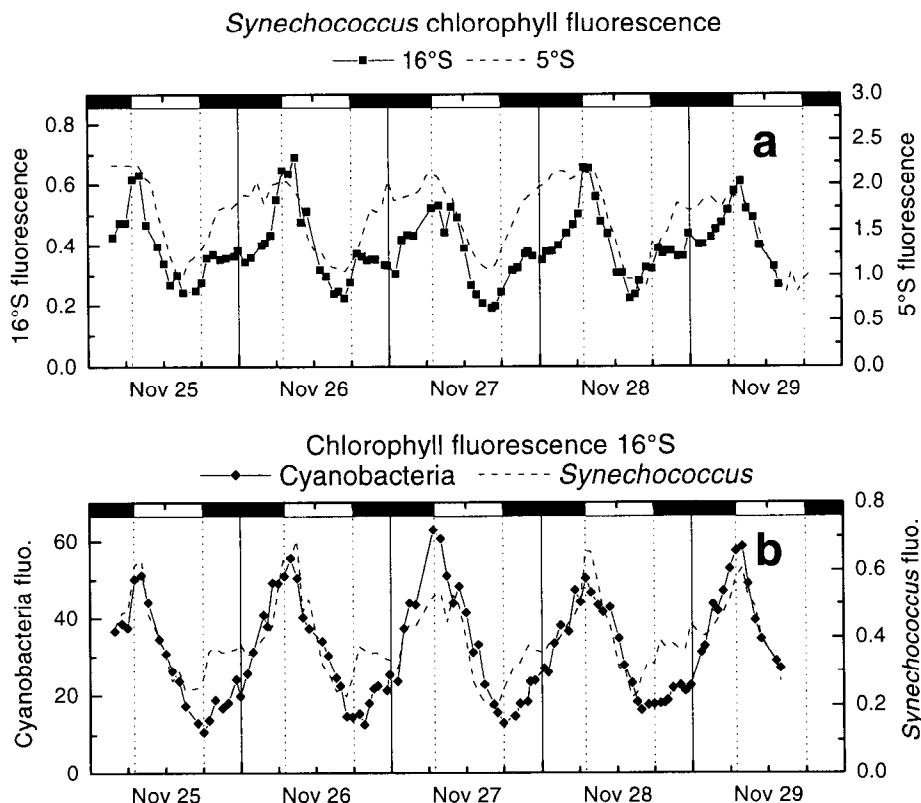 Synechococcus chlorophyll fluorescence
16°S 5°S
a
16°S fluorescence
0.8
0.6
0.4
0.2
0.0
5°S fluorescence
3.0
2.5
2.0
1.5
1.0
0.5
0.0
Nov 25 Nov 26 Nov 27 Nov 28 Nov 29
Chlorophyll fluorescence 16°S
Cyanobacteria Synechococcus
b
Cyanobacteria fluo.
60
40
20
0
Synechococcus fluo.
0.8
0.6
0.4
0.2
0.0
Nov 25 Nov 26 Nov 27 Nov 28 Nov 29